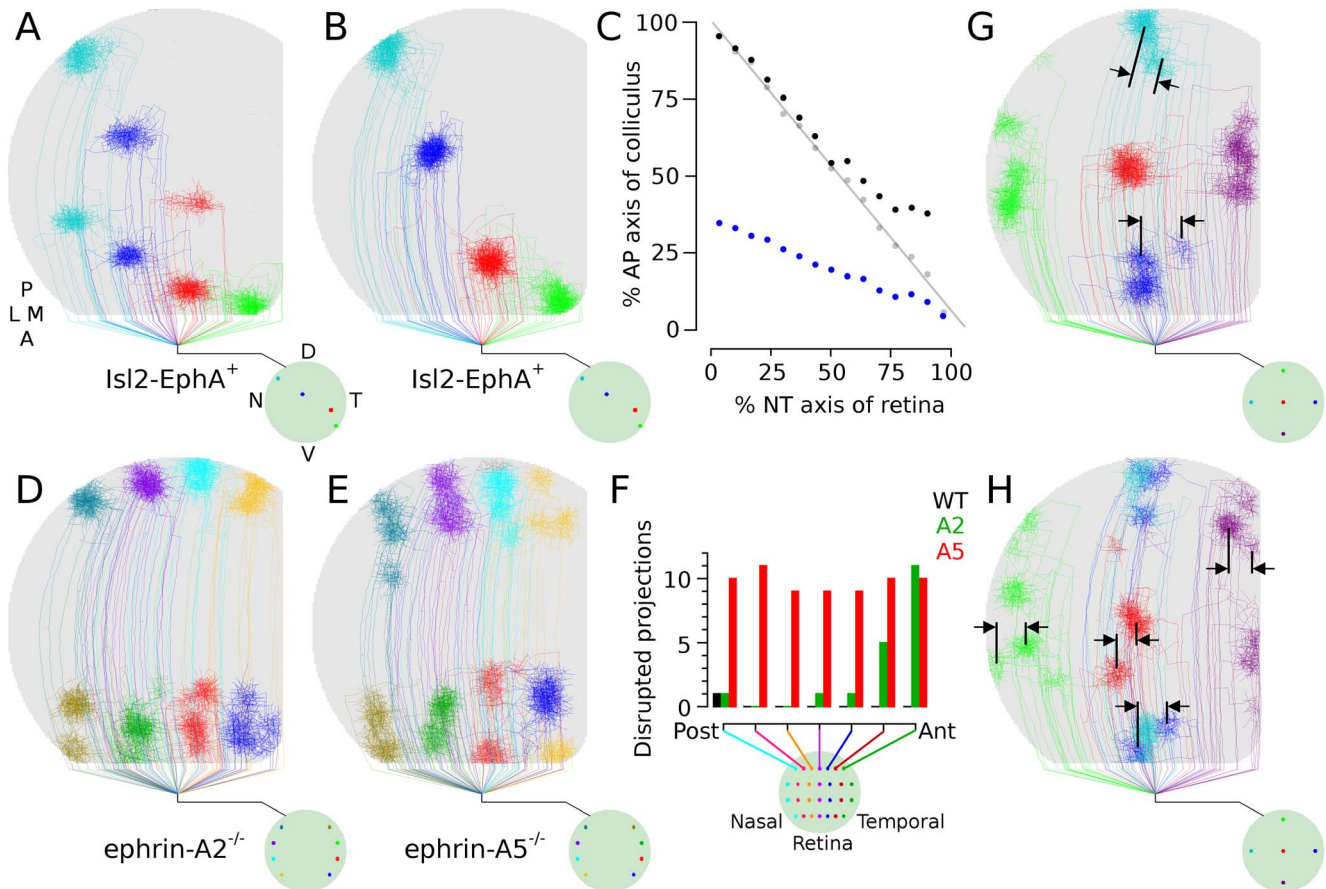 A
B
C
G
P
L M
A
Isl2-EphA+
Isl2-EphA+
D
N
T
V
% AP axis of colliculus
100
75
50
25
0
0
25
50
75
100
% NT axis of retina
D
E
F
H
WT
A2
A5
Disrupted projections
10
5
0
Post
Ant
Nasal
Temporal
Retina
ephrin-A2-/-
ephrin-A5-/-